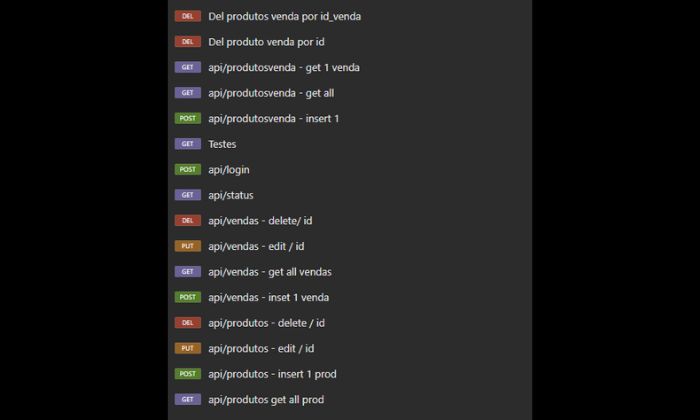 DEL Del produtos venda por id_venda
DEL Del produto venda por id
GET api/produtosvenda - get 1 venda
GET api/produtosvenda - get all
POST api/produtosvenda - insert 1
GET Testes
POST api/login
GET api/status
DEL api/vendas - delete/ id
PUT api/vendas - edit / id
GET api/vendas - get all vendas
POST api/vendas - inset 1 venda
DEL api/produtos - delete / id
PUT api/produtos - edit / id
POST api/produtos - insert 1 prod
GET api/produtos get all prod